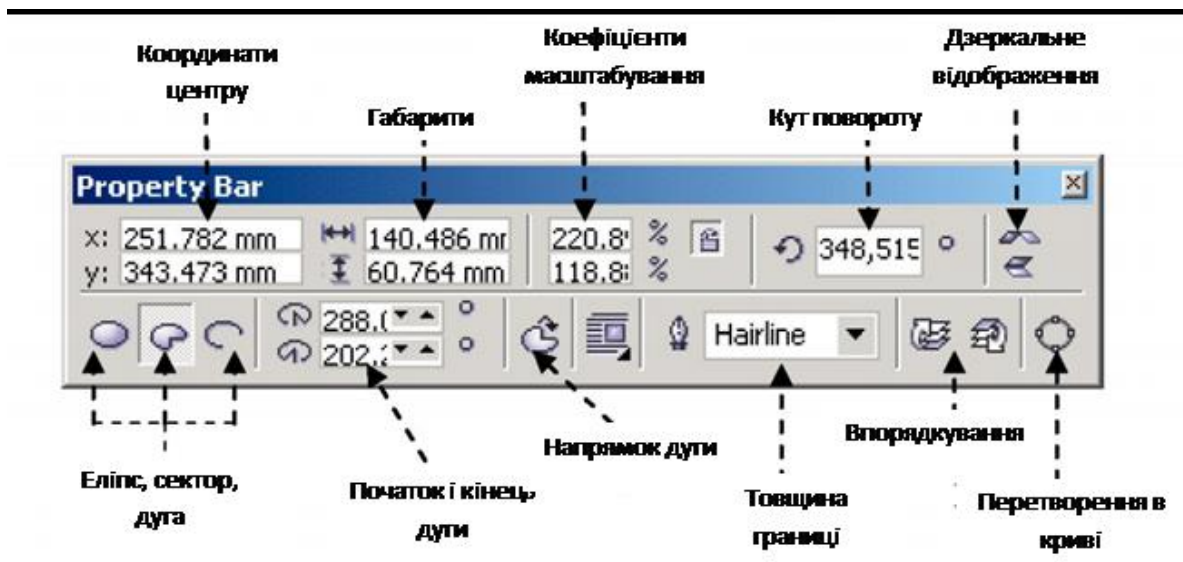 Координати
центру
Габарити
Коефіцієнти
масштабування
Кут повороту
Дзеркальне
відображення
Property Bar
x: 251.782 mm 140.486 mr 220.8 % 348,515 °
y: 343.473 mm 60.764 mm 118.8 %
288.( °
202.2 °
Hairline
Еліпс, сектор,
дуга
Початок і кінець
дуги
Напрямок дуги
Товщина
границі
Впорядкування
Перетворення в
криві